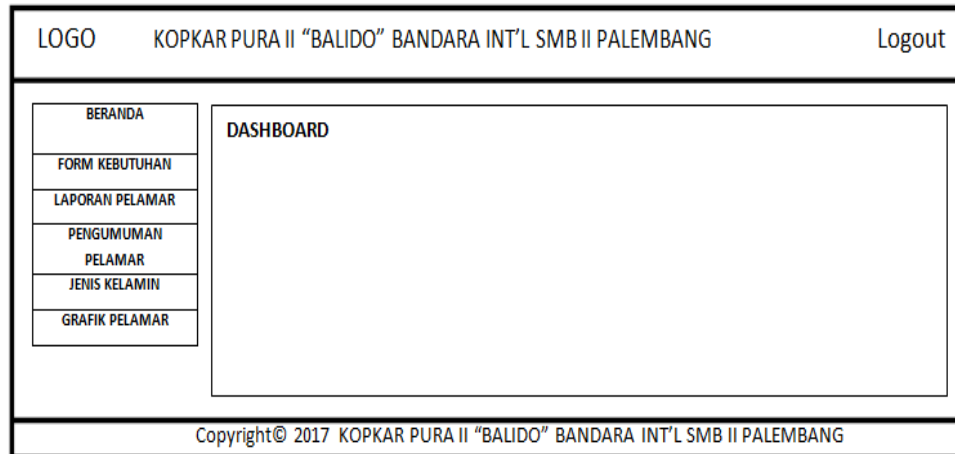 LOGO KOPKAR PURA II “BALIDO” BANDARA INT’L SMB II PALEMBANG Logout
BERANDA
FORM KEBUTUHAN
LAPORAN PELAMAR
PENGUMUMAN
PELAMAR
JENIS KELAMIN
GRAFIK PELAMAR
DASHBOARD
Copyright© 2017 KOPKAR PURA II “BALIDO” BANDARA INT’L SMB II PALEMBANG